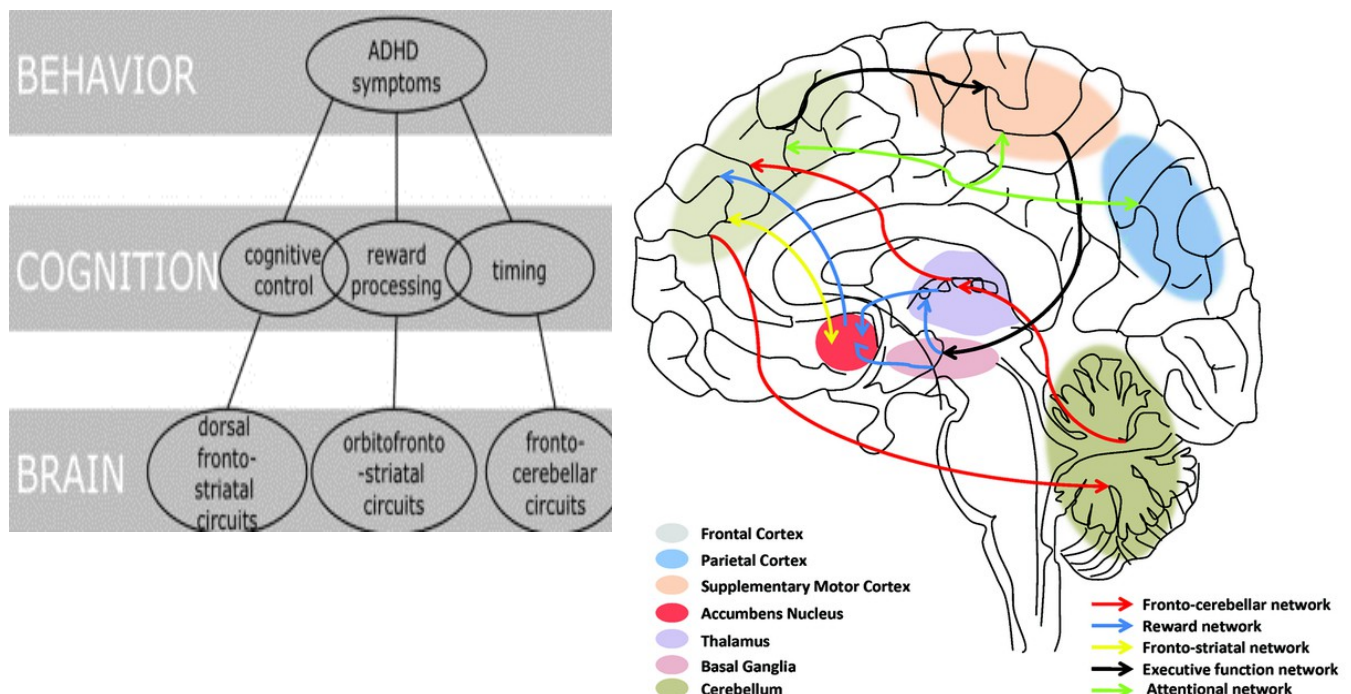 BEHAVIOR
ADHD
symptoms
COGNITION
cognitive
control
reward
processing
timing
BRAIN
dorsal
fronto-
striatal
circuits
orbitofronto
-striatal
circuits
fronto-
cerebellar
circuits
Frontal Cortex
Parietal Cortex
Supplementary Motor Cortex
Accumbens Nucleus
Thalamus
Basal Ganglia
Cerebellum
Fronto-cerebellar network
Reward network
Fronto-striatal network
Executive function network
Attentional network